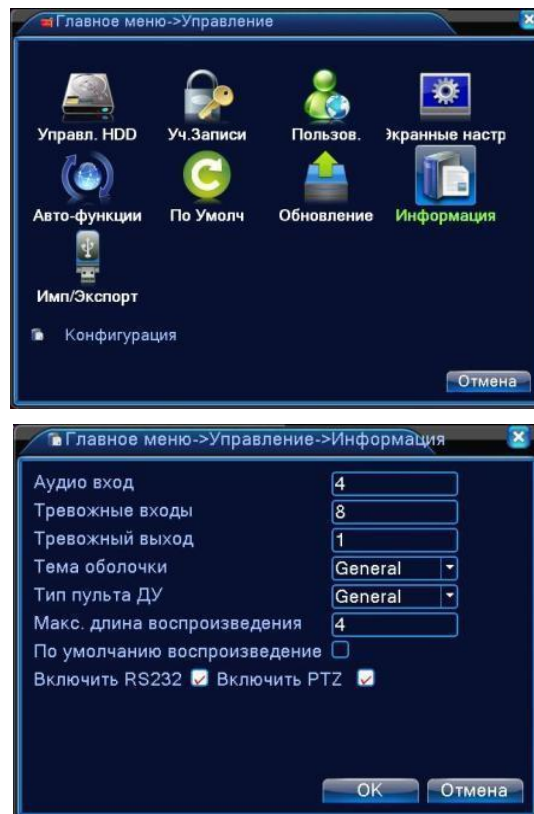 Главное меню->Управление
Управл. HDD Уч.Записи Пользов. Экранные настр
Авто-функции По Умолч Обновление Информация
Имп/Экспорт
Конфигурация
Отмена
Главное меню->Управление->Информация
Аудио вход 4
Тревожные входы 8
Тревожный выход 1
Тема оболочки General
Тип пульта ДУ General
Макс. длина воспроизведения 4
По умолчанию воспроизведение
Включить RS232 Включить PTZ
OK Отмена